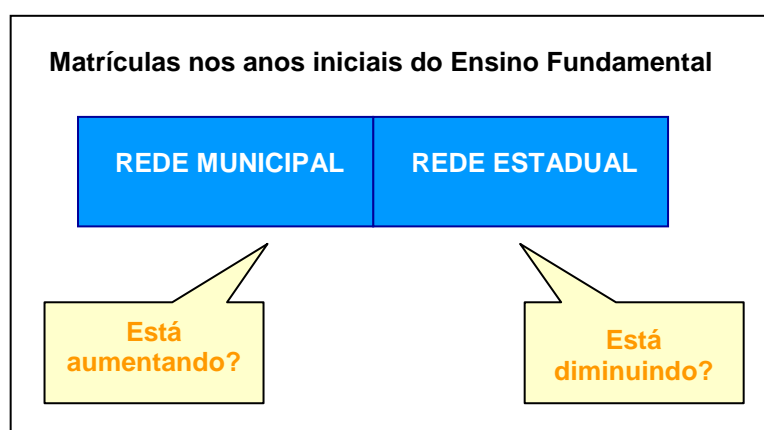 Matrículas nos anos iniciais do Ensino Fundamental
REDE MUNICIPAL
REDE ESTADUAL
Está
aumentando?
Está
diminuindo?